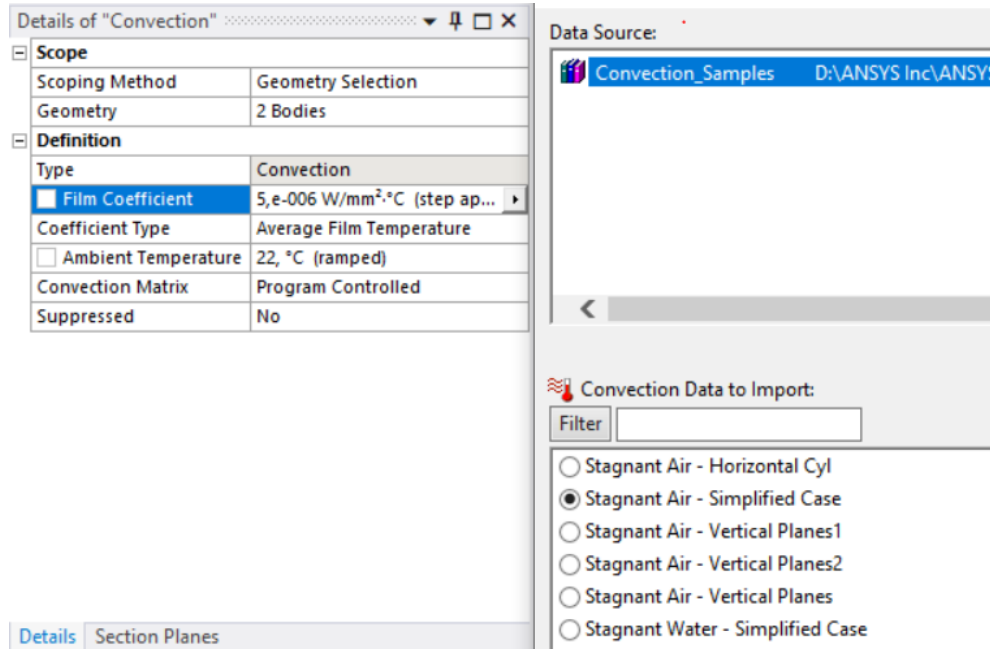 Details of "Convection"
Scope
Scoping Method Geometry Selection
Geometry 2 Bodies
Definition
Type Convection
Film Coefficient 5,e-006 W/mm²·°C (step ap...
Coefficient Type Average Film Temperature
Ambient Temperature 22, °C (ramped)
Convection Matrix Program Controlled
Suppressed No
Details Section Planes
Data Source:
Convection_Samples D:\ANSYS Inc\ANSYS
Convection Data to Import:
Filter
Stagnant Air - Horizontal Cyl
Stagnant Air - Simplified Case
Stagnant Air - Vertical Planes1
Stagnant Air - Vertical Planes2
Stagnant Air - Vertical Planes
Stagnant Water - Simplified Case